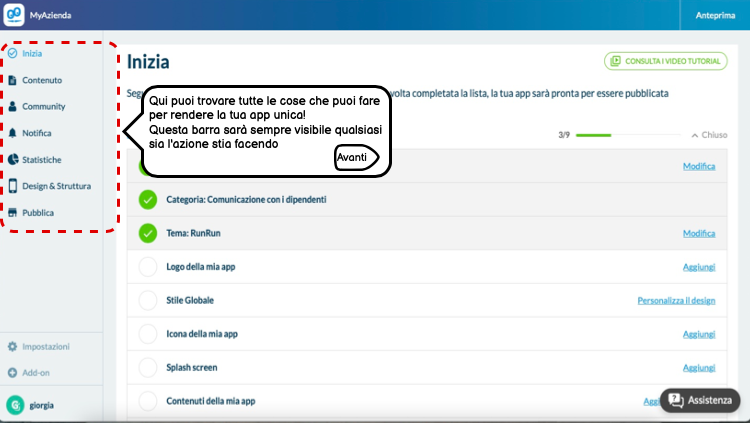 MyAzienda
Anteprima
Inizia
Contenuto
Community
Notifica
Statistiche
Design & Struttura
Pubblica
Impostazioni
Add-on
giorgia
Inizia
CONSULTA I VIDEO TUTORIAL
volta completata la lista, la tua app sarà pronta per essere pubblicata
Qui puoi trovare tutte le cose che puoi fare
per rendere la tua app unica!
Questa barra sarà sempre visibile qualsiasi
sia l'azione stia facendo
Avanti
3/9
Chiuso
Modifica
Categoria: Comunicazione con i dipendenti
Tema: RunRun
Modifica
Logo della mia app
Aggiungi
Stile Globale
Personalizza il design
Icona della mia app
Aggiungi
Splash screen
Aggiungi
Contenuti della mia app
Assistenza